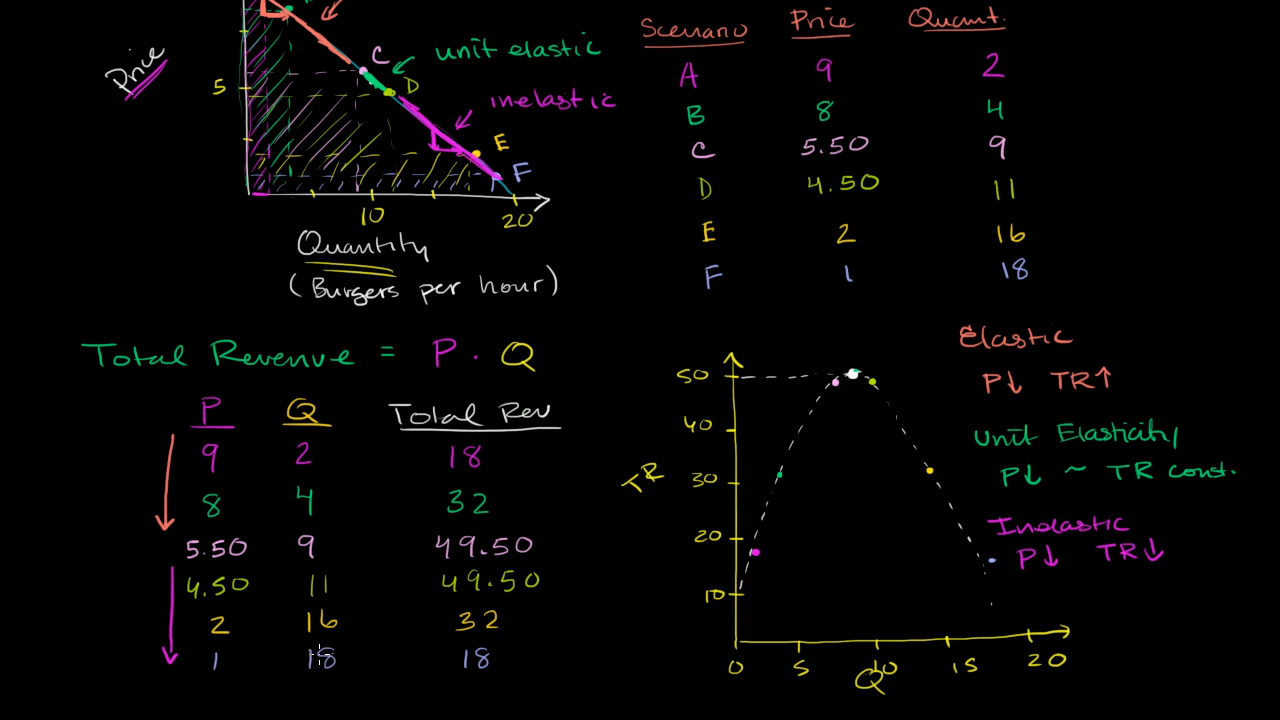 Scenario Price Quant.
A 9 2
B 8 4
C 5.50 9
D 4.50 11
E 2 16
F 1 18
Price
5
C
unit elastic
D
inelastic
E
F
10
20
Quantity
(Burgers per hour)
Total Revenue = P · Q
P Q Total Rev
9 2 18
8 4 32
5.50 9 49.50
4.50 11 49.50
2 16 32
1 18 18
TR
50
40
30
20
10
0 5 10 15 20
Q
Elastic
P↓ TR↑
Unit Elasticity
P↓ ~ TR const.
Inelastic
P↓ TR↓